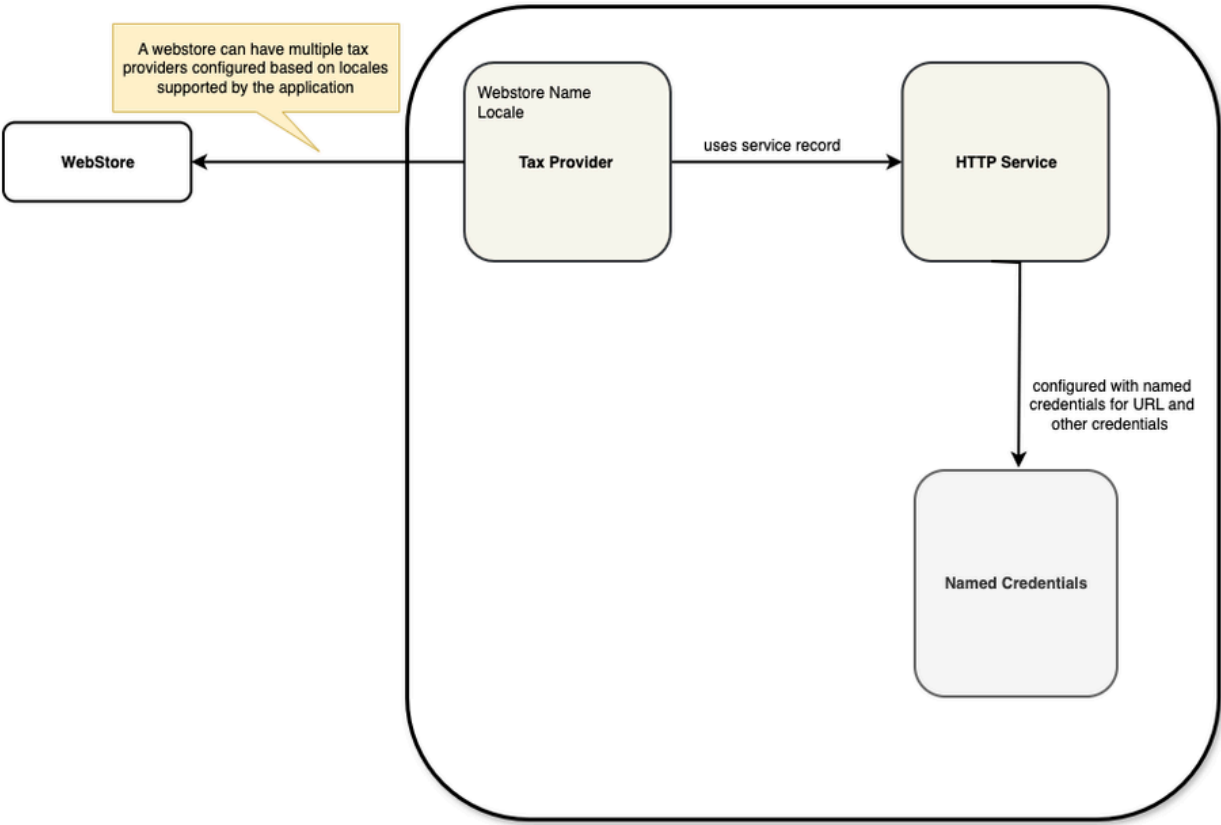 A webstore can have multiple tax
providers configured based on locales
supported by the application
WebStore
Webstore Name
Locale
Tax Provider
uses service record
HTTP Service
configured with named
credentials for URL and
other credentials
Named Credentials